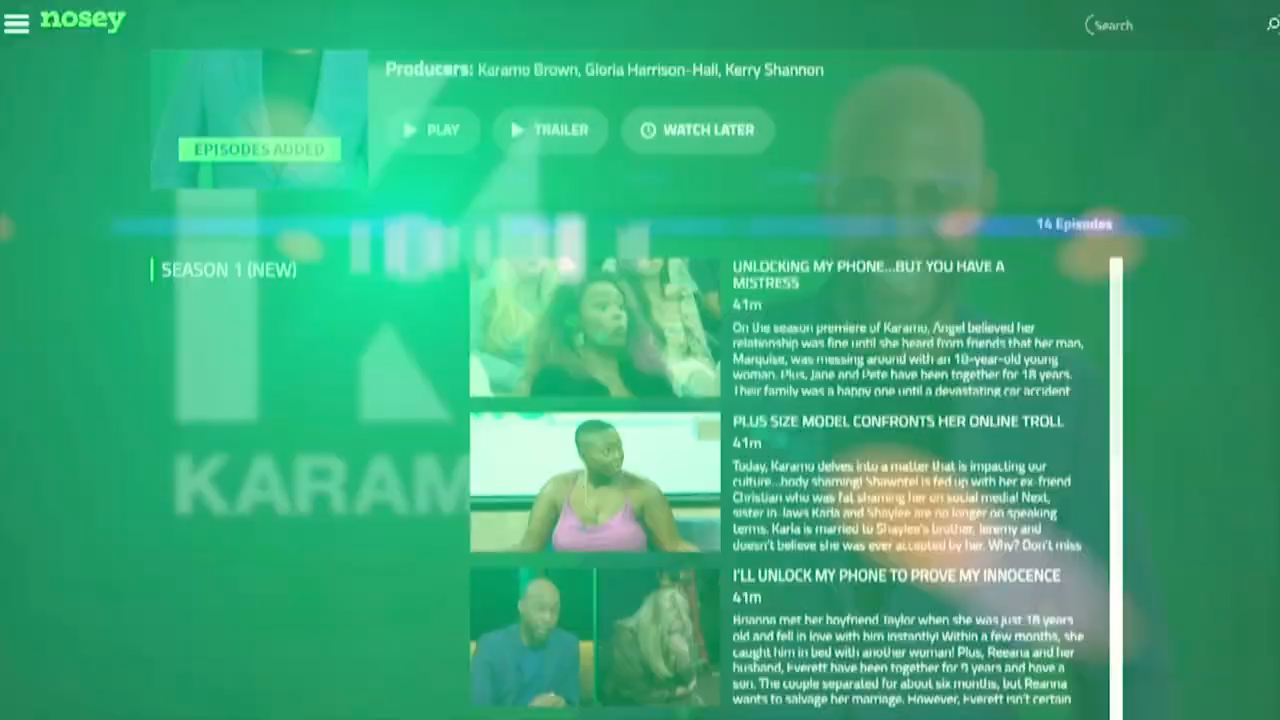 nosey
Search
Producers: Karamo Brown, Gloria Harrison-Hall, Kerry Shannon
EPISODES ADDED
PLAY
TRAILER
WATCH LATER
14 Episodes
SEASON 1 (NEW)
UNLOCKING MY PHONE...BUT YOU HAVE A
MISTRESS
41m
On the season premiere of Karamo, Angel believed her
relationship was fine until she heard from friends that her man,
Marquise, was messing around with an 18-year-old young
woman. Plus, Jane and Pete have been together for 18 years.
Their family was a happy one until a devastating car accident
PLUS SIZE MODEL CONFRONTS HER ONLINE TROLL
41m
Today, Karamo delves into a matter that is impacting our
culture...body shaming! Shawntel is fed up with her ex-friend
Christian who was fat shaming her on social media! Next,
sister-in-laws Karla and Shaylee are no longer on speaking
terms. Karla is married to Shaylee's brother, Jeremy and
doesn't believe she was ever accepted by her. Why? Don't miss
I'LL UNLOCK MY PHONE TO PROVE MY INNOCENCE
41m
Brianna met her boyfriend Taylor when she was just 18 years
old and fell in love with him instantly! Within a few months, she
caught him in bed with another woman! Plus, Reeana and her
husband, Everett have been together for 9 years and have a
son. The couple separated for about six months, but Reanna
wants to salvage her marriage. However, Everett isn't certain
KARAM